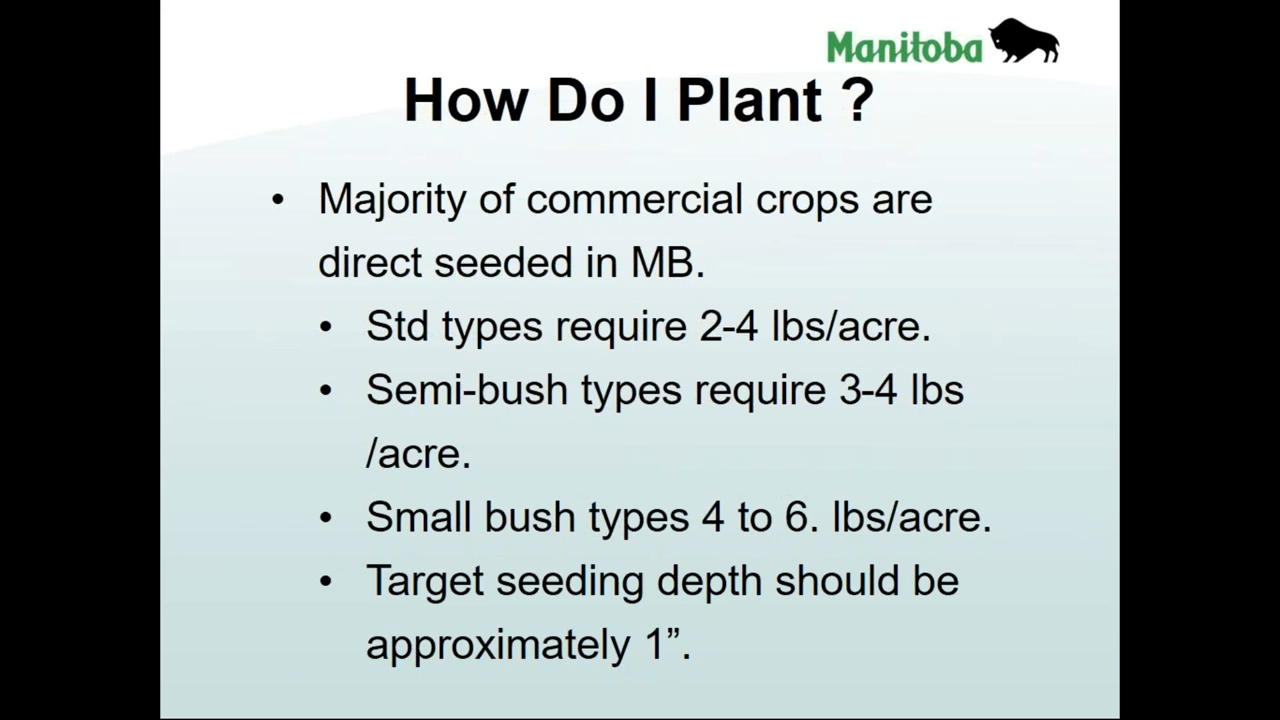 Manitoba
How Do I Plant ?
• Majority of commercial crops are
direct seeded in MB.
• Std types require 2-4 lbs/acre.
• Semi-bush types require 3-4 lbs
/acre.
• Small bush types 4 to 6. lbs/acre.
• Target seeding depth should be
approximately 1”.